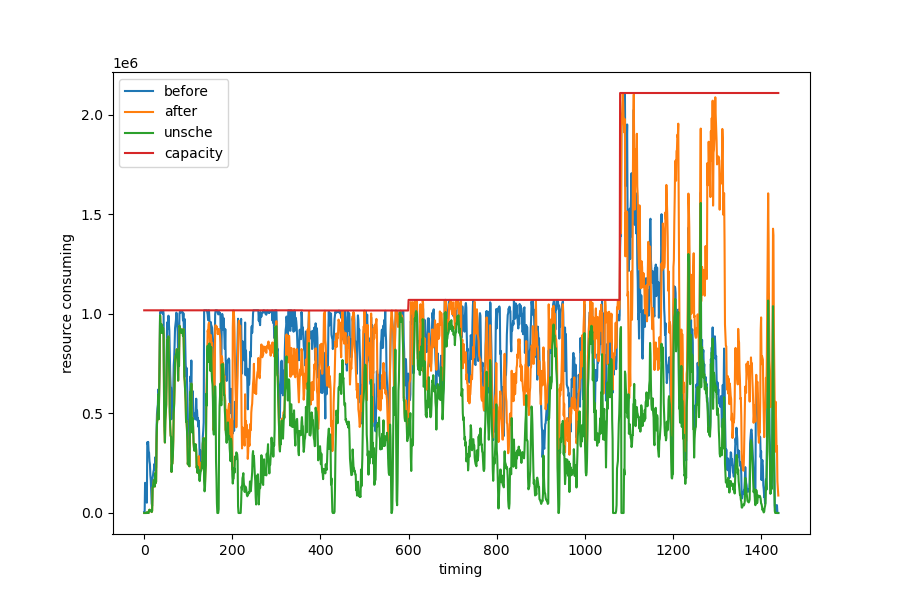 1e6
before
after
unsche
capacity
2.0
1.5
1.0
0.5
0.0
resource consuming
0 200 400 600 800 1000 1200 1400
timing